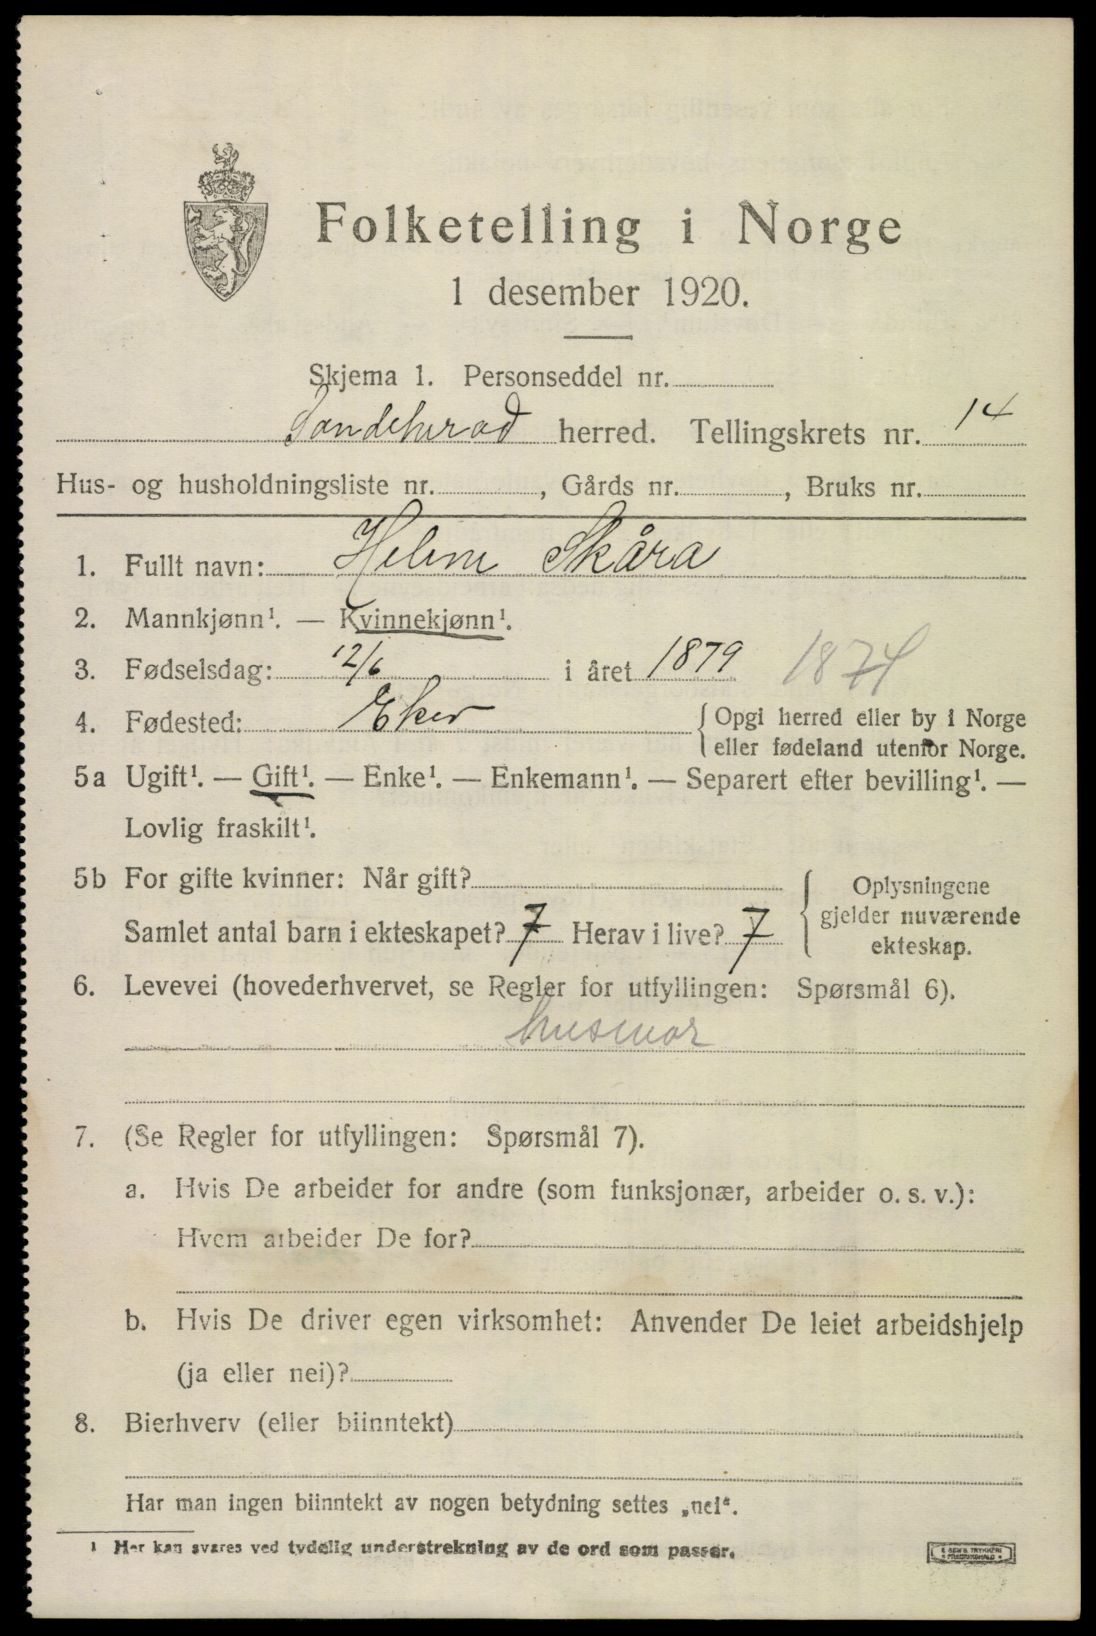 Folketelling i Norge
1 desember 1920.
Skjema 1. Personseddel nr.
Sandeherad herred. Tellingskrets nr. 14
Hus- og husholdningsliste nr. , Gårds nr. , Bruks nr.
1. Fullt navn: Helene Skåra
2. Mannkjønn¹. — Kvinnekjønn¹.
3. Fødselsdag: 12/6 i året 1879 1874
4. Fødested: Eker {Opgi herred eller by i Norge
eller fødeland utenfor Norge.
5a Ugift¹. — Gift¹. — Enke¹. — Enkemann¹. — Separert efter bevilling¹. —
Lovlig fraskilt¹.
5b For gifte kvinner: Når gift? { Oplysningene
gjelder nuværende
Samlet antal barn i ekteskapet? 7 Herav i live? 7 ekteskap.
6. Levevei (hovederhvervet, se Regler for utfyllingen: Spørsmål 6).
husmor
7. (Se Regler for utfyllingen: Spørsmål 7).
a. Hvis De arbeider for andre (som funksjonær, arbeider o. s. v.):
Hvem arbeider De for?
b. Hvis De driver egen virksomhet: Anvender De leiet arbeidshjelp
(ja eller nei)?
8. Bierhverv (eller biinntekt)
Har man ingen biinntekt av nogen betydning settes „nei“.
¹ Her kan svares ved tydelig understrekning av de ord som passer.